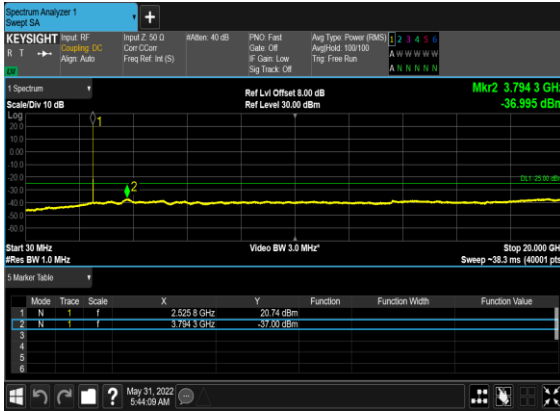 Spectrum Analyzer 1
Swept SA
+
KEYSIGHT Input: RF Input Z: 50 Ω #Atten: 40 dB PNO: Fast Avg Type: Power (RMS) 1 2 3 4 5 6
R T Coupling: DC Corr CCorr Gate: Off Avg|Hold: 100/100 A W W W W W
Align: Auto Freq Ref: Int (S) IF Gain: Low Trig: Free Run
Sig Track: Off A N N N N N
1 Spectrum
Scale/Div 10 dB
Ref Lvl Offset 8.00 dB
Ref Level 30.00 dBm
Mkr2 3.794 3 GHz
-36.995 dBm
Log
20.0
10.0
0.00
-10.0
-20.0
-30.0
-40.0
-50.0
-60.0
1
2
Start 30 MHz Video BW 3.0 MHz* Stop 20.000 GH
#Res BW 1.0 MHz Sweep ~38.3 ms (40001 pts
5 Marker Table
Mode Trace Scale X Y Function Function Width Function Value
1 N 1 f 2.525 8 GHz 20.74 dBm
2 N 1 f 3.794 3 GHz -37.00 dBm
3
4
5
6
?
May 31, 2022
5:44:09 AM